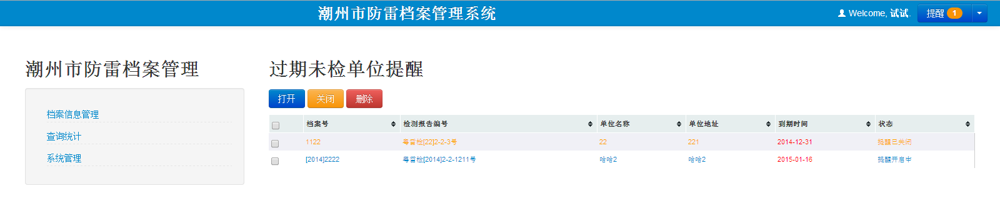 潮州市防雷档案管理系统
Welcome, 试试.
提醒 1
潮州市防雷档案管理
档案信息管理
查询统计
系统管理
过期未检单位提醒
打开 关闭 删除
档案号 检测报告编号 单位名称 单位地址 到期时间 状态
1122 粤雷检[22]2-2-3号 22 221 2014-12-31 提醒已关闭
[2014]2222 粤雷检[2014]2-2-1211号 哈哈2 哈哈2 2015-01-16 提醒开启中